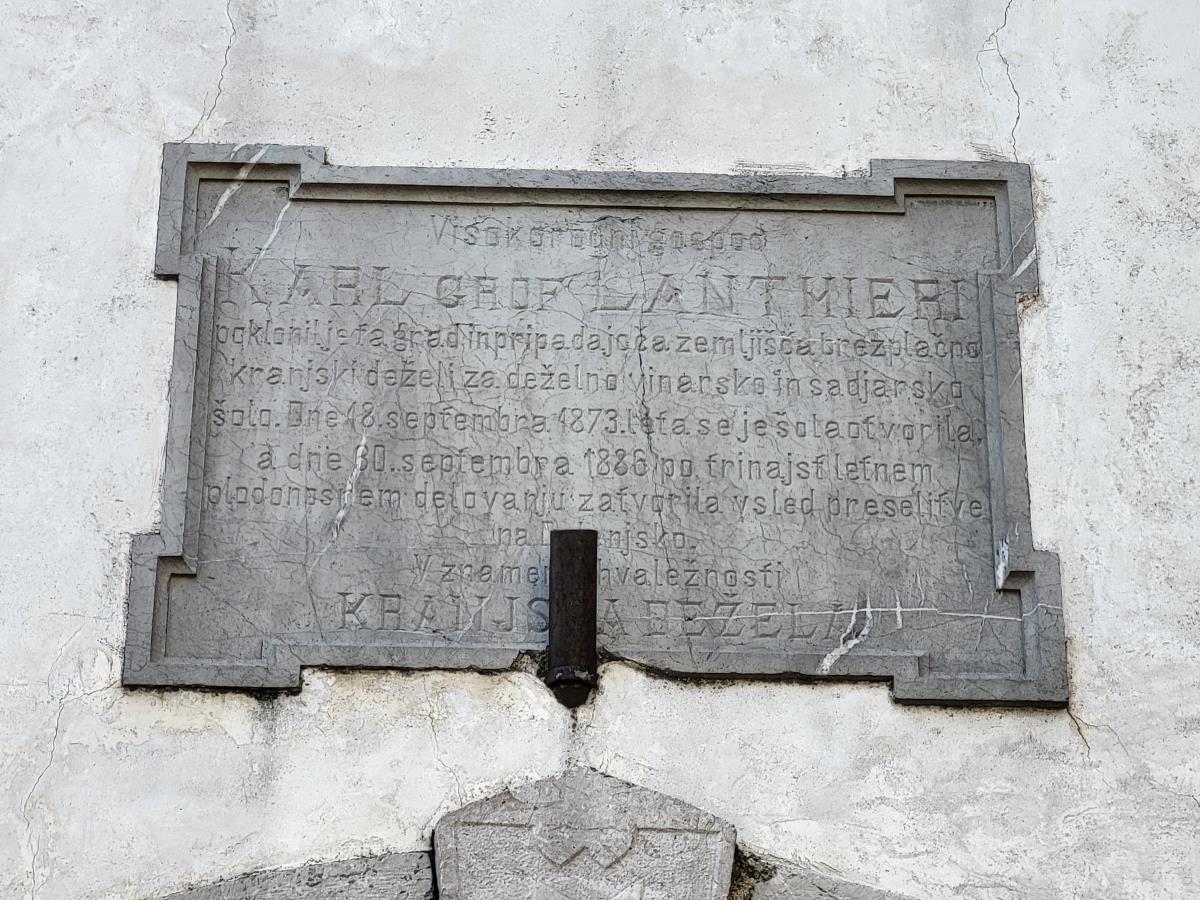 Visokorodni gospod
KARL GROF LANTHIERI
poklonil je ta grad in pripadajoča zemljišča brezplačno
kranjski deželi za deželno vinarsko in sadjarsko
šolo. Dne 18. septembra 1873. leta se je šola otvorila,
a dne 30. septembra 1886 po trinajstletnem
plodonosnem delovanju zatvorila vsled preselitve
na
V znamenje hvaležnosti
KRANJSKA DEŽELA